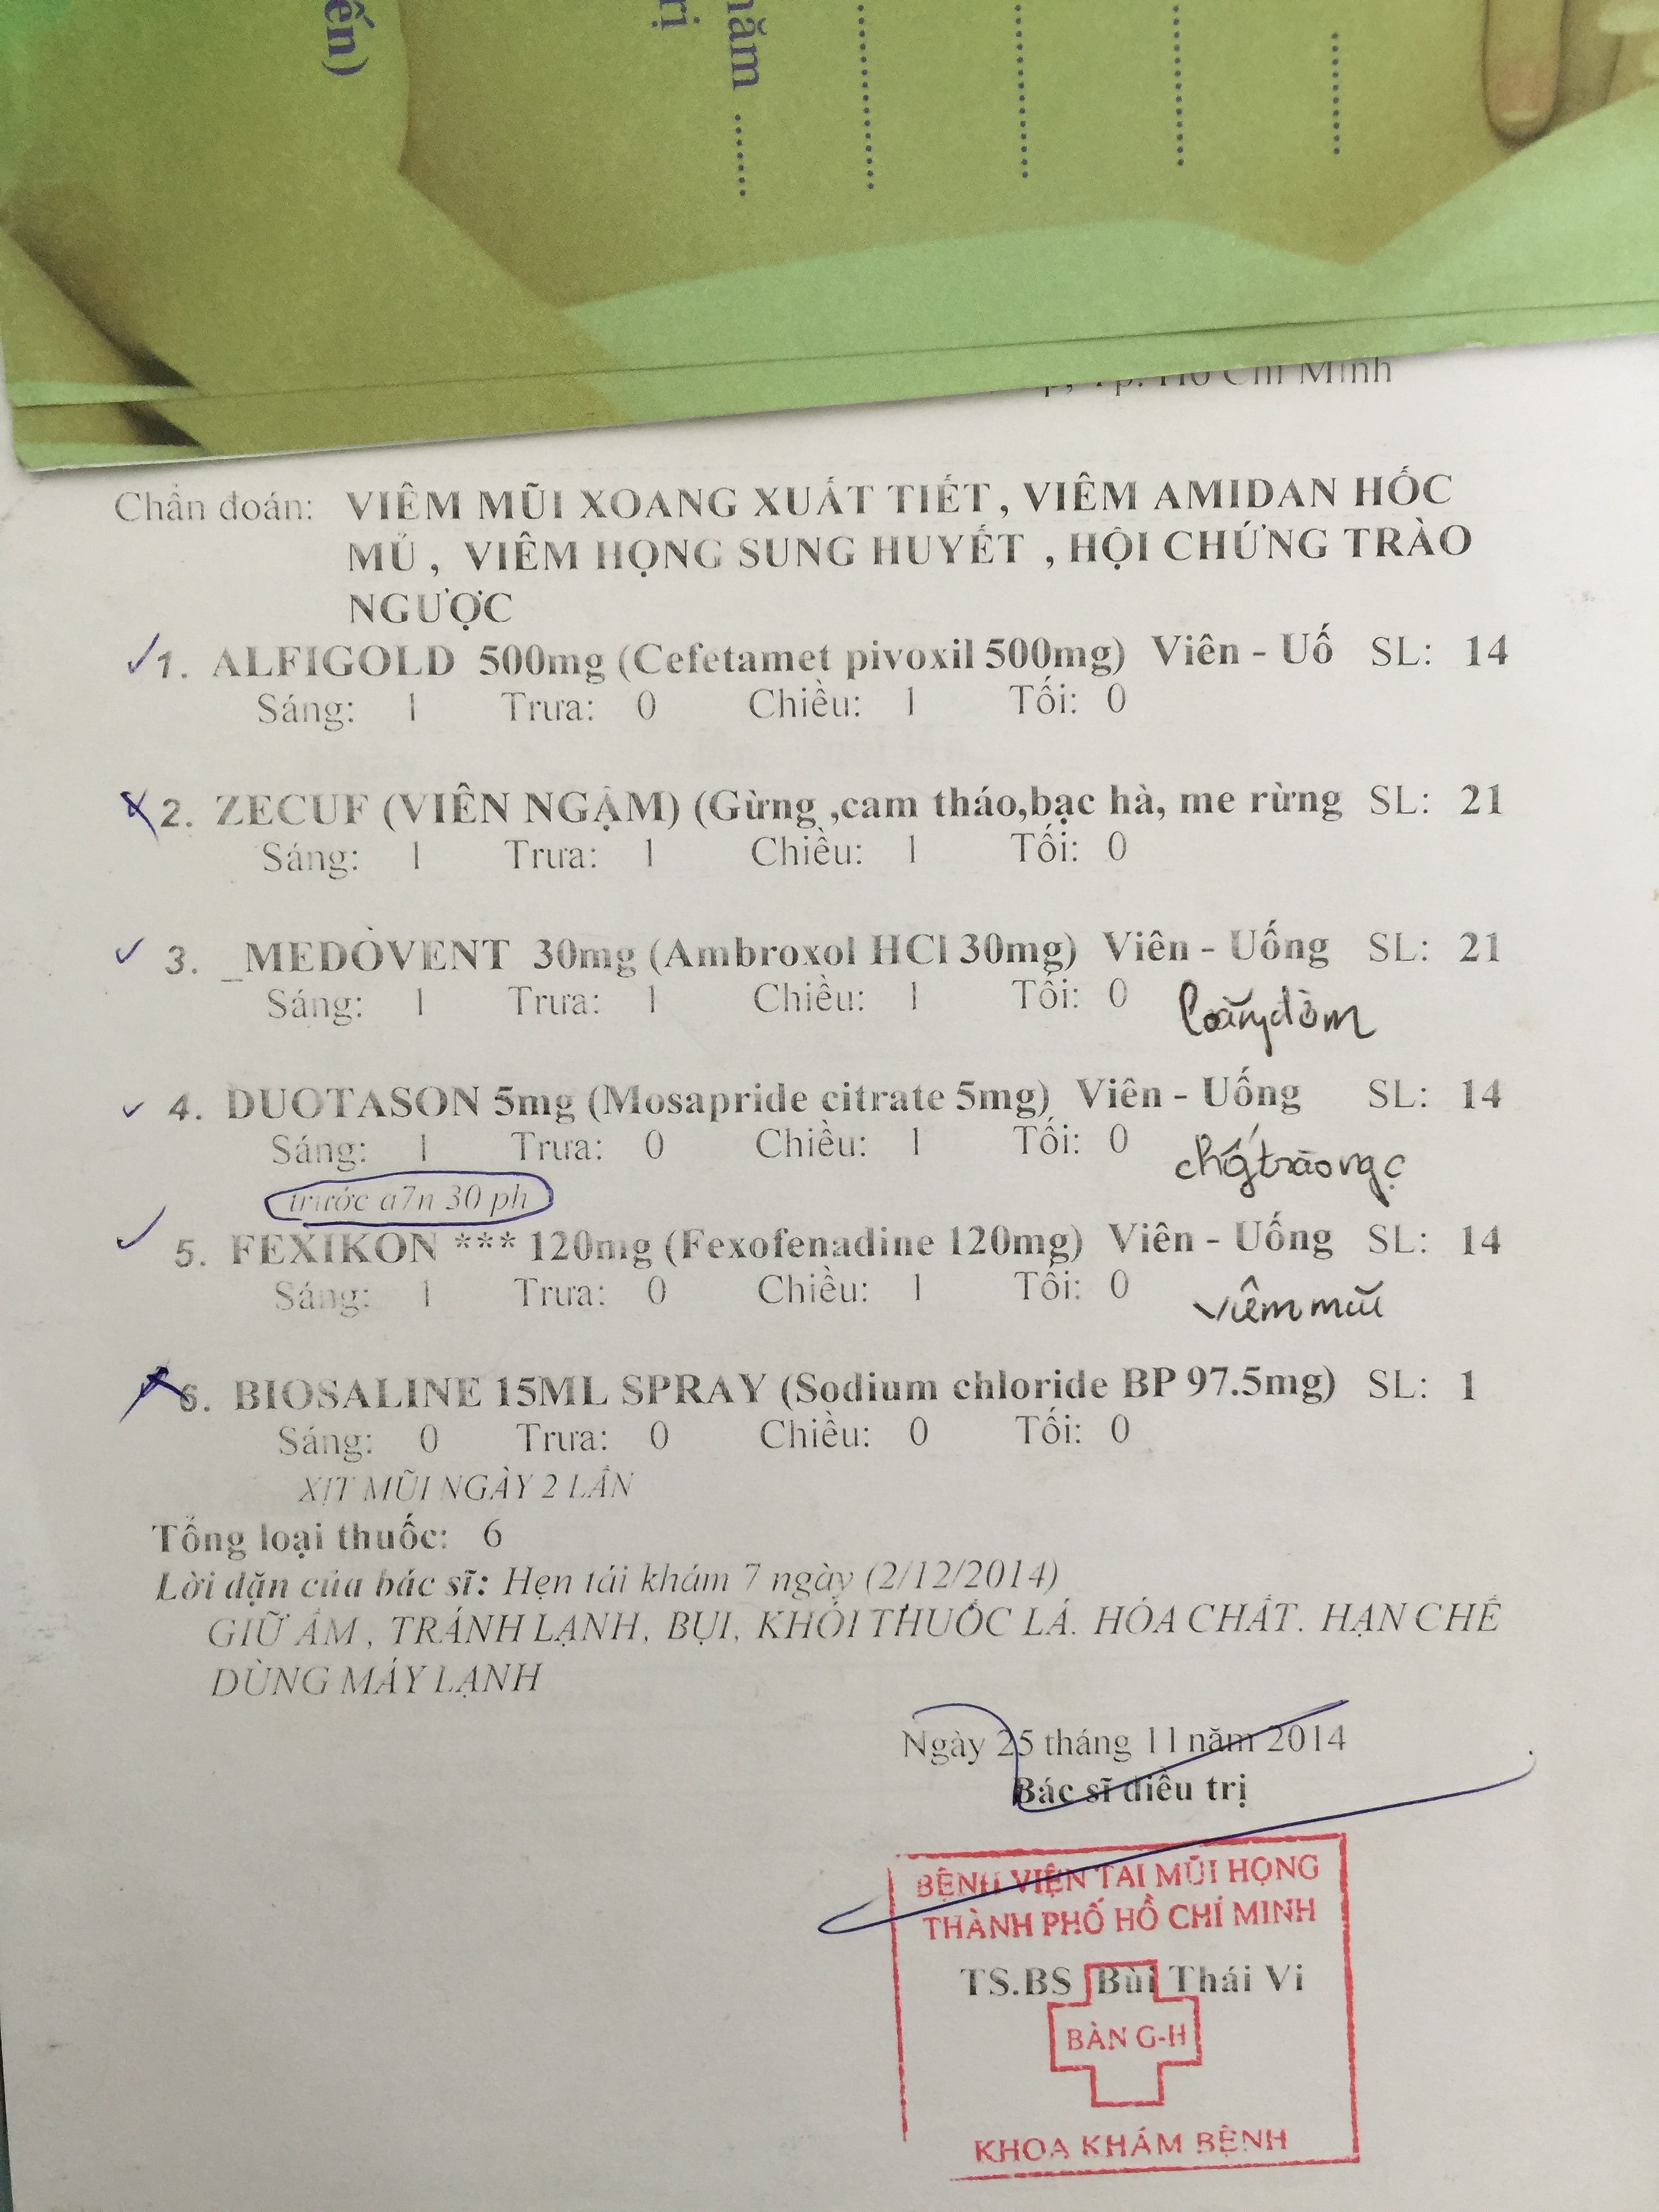 ến)
rị
năm ......
Tp. Hồ Chí Minh
Chẩn đoán: VIÊM MŨI XOANG XUẤT TIẾT , VIÊM AMIDAN HỐC
MỦ , VIÊM HỌNG SUNG HUYẾT , HỘI CHỨNG TRÀO
NGƯỢC
1. ALFIGOLD 500mg (Cefetamet pivoxil 500mg) Viên - Uố SL: 14
Sáng: 1 Trưa: 0 Chiều: 1 Tối: 0
2. ZECUF (VIÊN NGẬM) (Gừng ,cam tháo,bạc hà, me rừng SL: 21
Sáng: 1 Trưa: 1 Chiều: 1 Tối: 0
3. _MEDOVENT 30mg (Ambroxol HCl 30mg) Viên - Uống SL: 21
Sáng: 1 Trưa: 1 Chiều: 1 Tối: 0
loãng đờm
4. DUOTASON 5mg (Mosapride citrate 5mg) Viên - Uống SL: 14
Sáng: 1 Trưa: 0 Chiều: 1 Tối: 0
chống trào ngc
trước a7n 30 ph
5. FEXIKON *** 120mg (Fexofenadine 120mg) Viên - Uống SL: 14
Sáng: 1 Trưa: 0 Chiều: 1 Tối: 0
viêm mũi
6. BIOSALINE 15ML SPRAY (Sodium chloride BP 97.5mg) SL: 1
Sáng: 0 Trưa: 0 Chiều: 0 Tối: 0
XỊT MŨI NGÀY 2 LẦN
Tổng loại thuốc: 6
Lời dặn của bác sĩ: Hẹn tái khám 7 ngày (2/12/2014)
GIỮ ẤM , TRÁNH LẠNH, BỤI, KHÓI THUỐC LÁ. HÓA CHẤT. HẠN CHẾ
DÙNG MÁY LẠNH
Ngày 25 tháng 11 năm 2014
Bác sĩ điều trị
BỆNH VIỆN TAI MŨI HỌNG
THÀNH PHỐ HỒ CHÍ MINH
TS.BS Bùi Thái Vi
BÀN G-H
KHOA KHÁM BỆNH